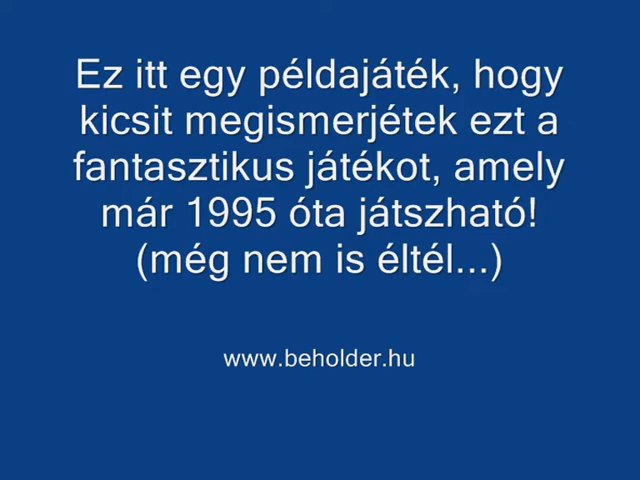 Ez itt egy példajáték, hogy
kicsit megismerjétek ezt a
fantasztikus játékot, amely
már 1995 óta játszható!
(még nem is éltél...)
www.beholder.hu